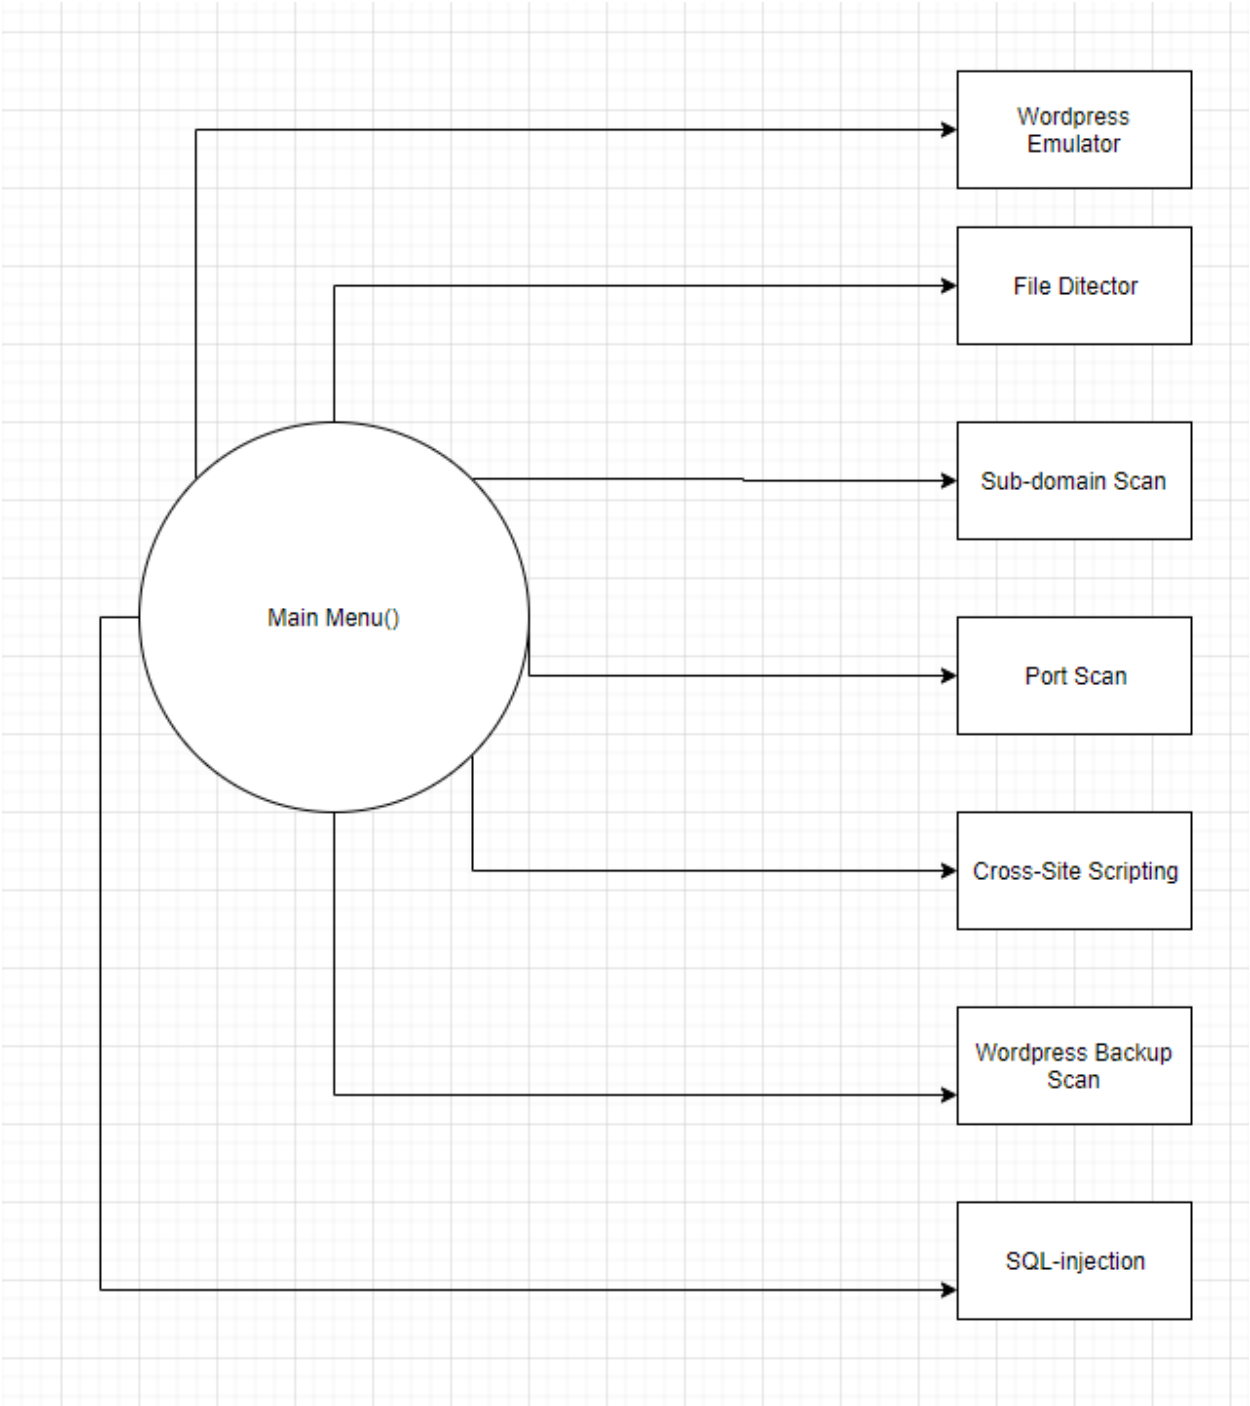 Wordpress
Emulator
File Ditector
Sub-domain Scan
Main Menu()
Port Scan
Cross-Site Scripting
Wordpress Backup
Scan
SQL-injection